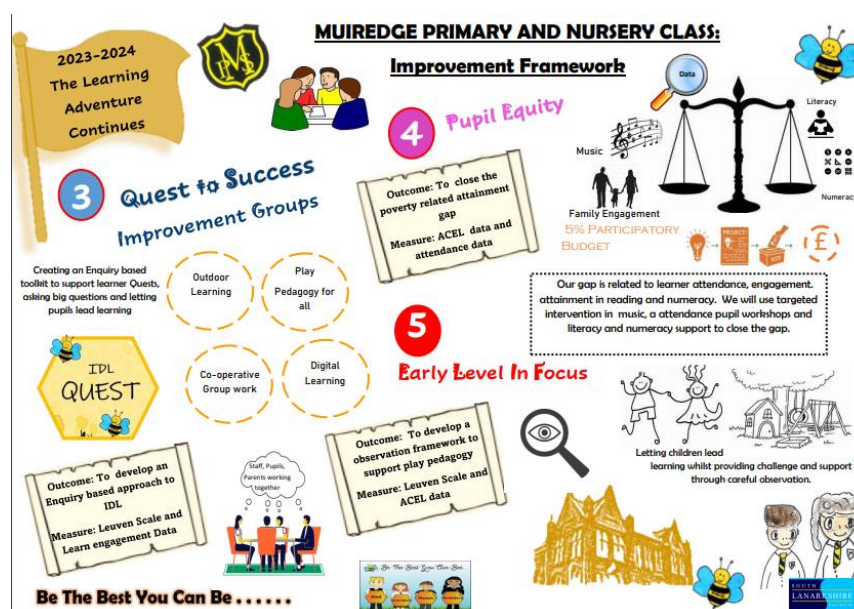 MUIREDGE PRIMARY AND NURSERY CLASS:
Improvement Framework
2023-2024
The Learning
Adventure
Continues
3
Quest to Success
Improvement Groups
Creating an Enquiry based
toolkit to support learner Quests,
asking big questions and letting
pupils lead learning
Outdoor
Learning
Play
Pedagogy for
all
Co-operative
Group work
Digital
Learning
IDL
QUEST
Outcome: To develop an
Enquiry based approach to
IDL
Measure: Leuven Scale and
Learn engagement Data
Staff, Pupils,
Parents working
together
4
Pupil Equity
Outcome: To close the
poverty related attainment
gap
Measure: ACEL data and
attendance data
Data
Literacy
Numeracy
Music
Family Engagement
5% PARTICIPATORY
BUDGET
PROJECT
VOTE
£
Our gap is related to learner attendance, engagement.
attainment in reading and numeracy. We will use targeted
intervention in music, a attendance pupil workshops and
literacy and numeracy support to close the gap.
5
Early Level In Focus
Outcome: To develop a
observation framework to
support play pedagogy
Measure: Leuven Scale and
ACEL data
Letting children lead
learning whilst providing challenge and support
through careful observation.
Be The Best You Can Be ......
Be The Best You Can Be
SOUTH
LANARKSHIRE